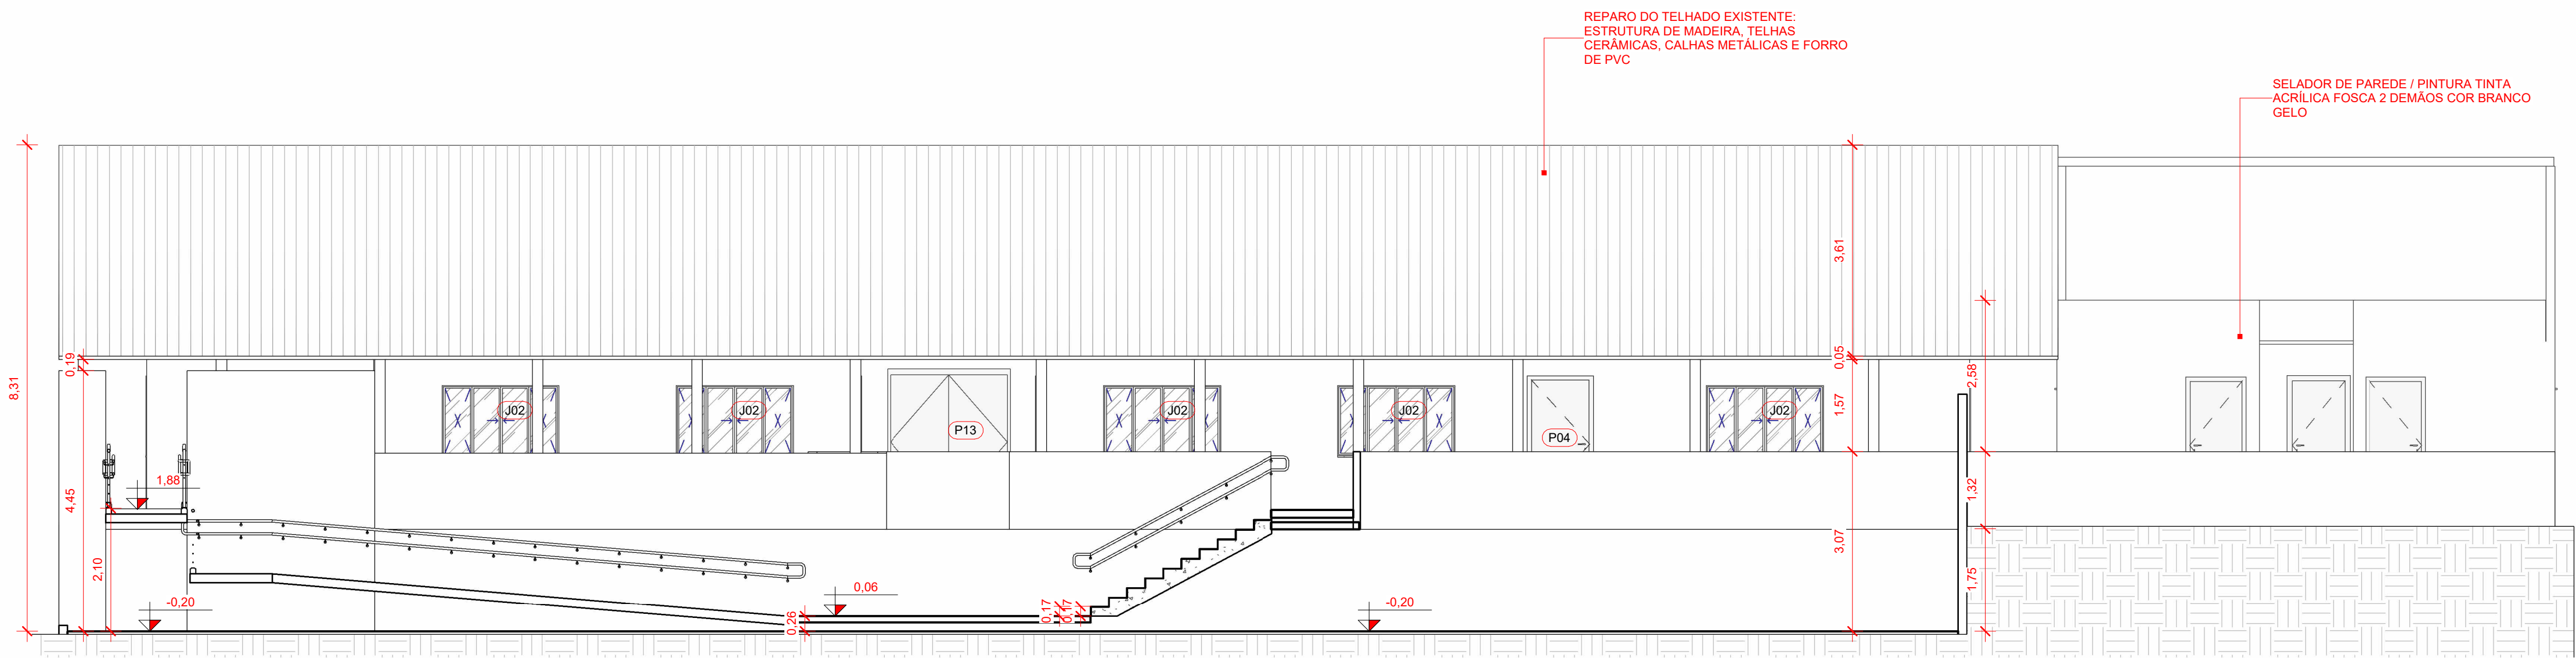 REPARO DO TELHADO EXISTENTE:
ESTRUTURA DE MADEIRA, TELHAS
CERÂMICAS, CALHAS METÁLICAS E FORRO
DE PVC
SELADOR DE PAREDE / PINTURA TINTA
ACRÍLICA FOSCA 2 DEMÃOS COR BRANCO
GELO
8,31
0,19
4,45
2,10
1,88
-0,20
J02
J02
P13
J02
J02
P04
J02
0,06
0,26
0,17
0,17
-0,20
3,61
0,05
1,57
3,07
2,58
1,32
1,75